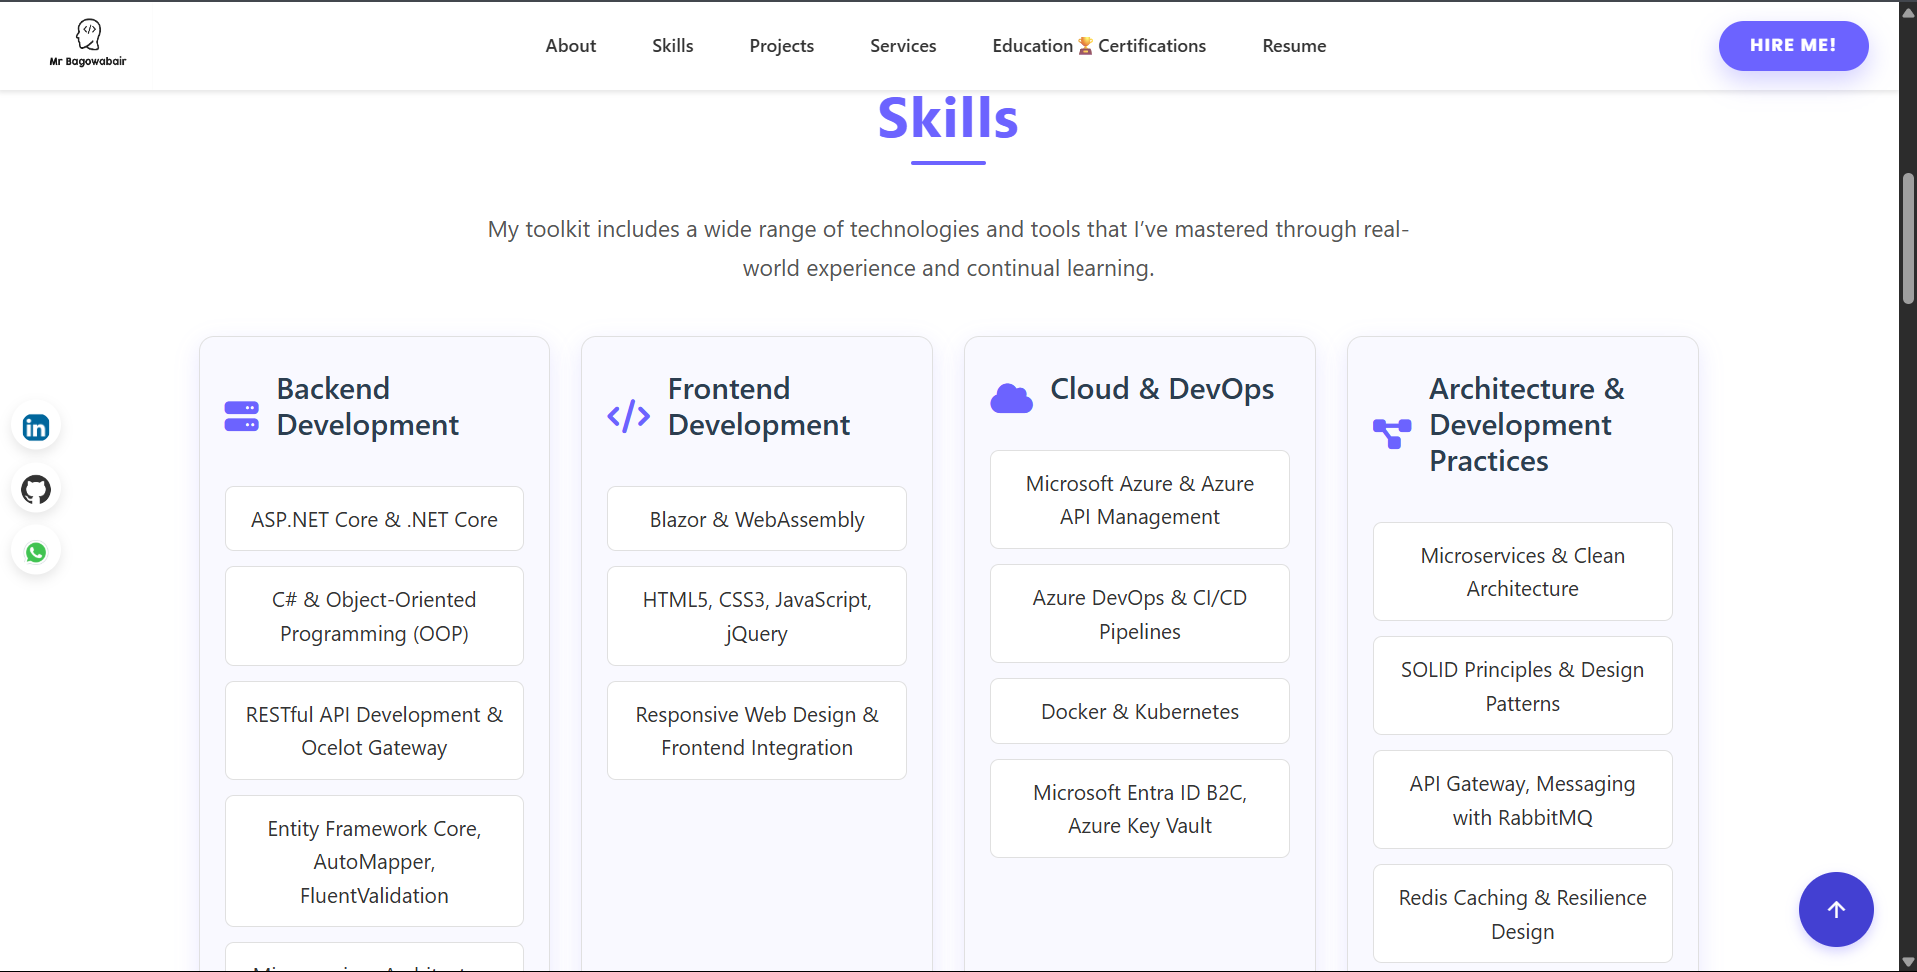 Mr Bagowabair
About
Skills
Projects
Services
Education🏆Certifications
Resume
HIRE ME!
Skills
My toolkit includes a wide range of technologies and tools that I’ve mastered through real-
world experience and continual learning.
Backend
Development
ASP.NET Core & .NET Core
C# & Object-Oriented
Programming (OOP)
RESTful API Development &
Ocelot Gateway
Entity Framework Core,
AutoMapper,
FluentValidation
Frontend
Development
Blazor & WebAssembly
HTML5, CSS3, JavaScript,
jQuery
Responsive Web Design &
Frontend Integration
Cloud & DevOps
Microsoft Azure & Azure
API Management
Azure DevOps & CI/CD
Pipelines
Docker & Kubernetes
Microsoft Entra ID B2C,
Azure Key Vault
Architecture &
Development
Practices
Microservices & Clean
Architecture
SOLID Principles & Design
Patterns
API Gateway, Messaging
with RabbitMQ
Redis Caching & Resilience
Design